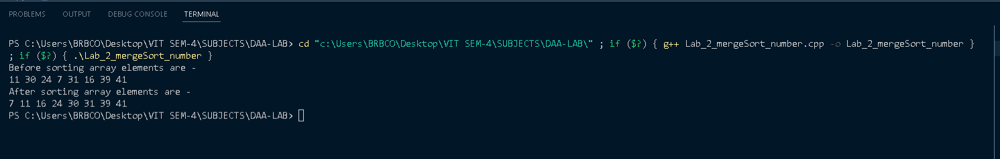 PROBLEMS OUTPUT DEBUG CONSOLE TERMINAL
PS C:\Users\BRBCO\Desktop\VIT SEM-4\SUBJECTS\DAA-LAB> cd "c:\Users\BRBCO\Desktop\VIT SEM-4\SUBJECTS\DAA-LAB\" ; if ($?) { g++ Lab_2_mergeSort_number.cpp -o Lab_2_mergeSort_number }
; if ($?) { .\Lab_2_mergeSort_number }
Before sorting array elements are -
11 30 24 7 31 16 39 41
After sorting array elements are -
7 11 16 24 30 31 39 41
PS C:\Users\BRBCO\Desktop\VIT SEM-4\SUBJECTS\DAA-LAB>